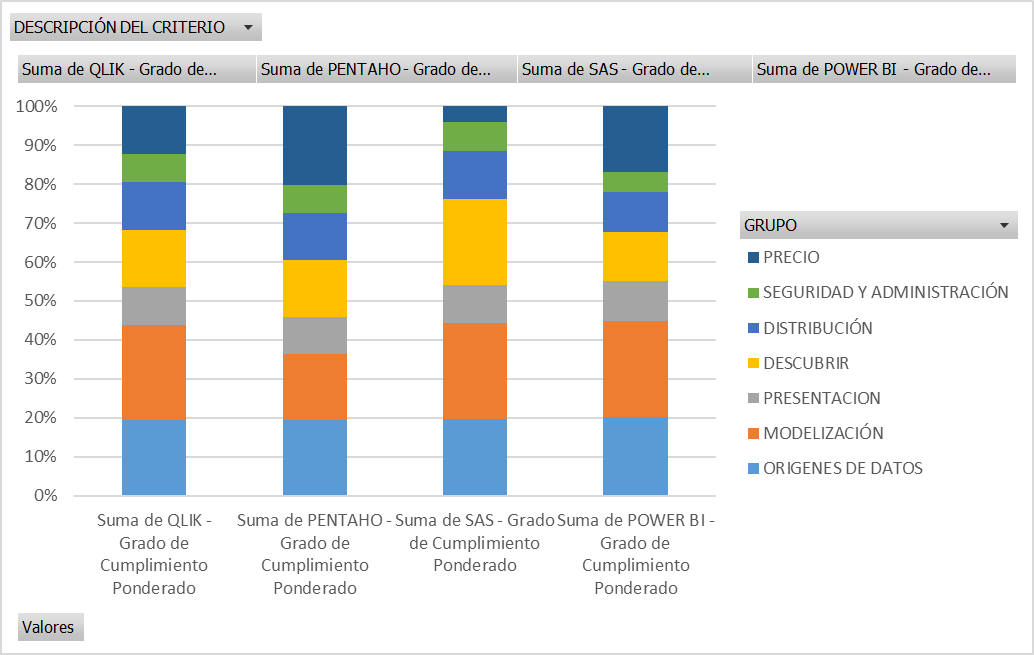 DESCRIPCIÓN DEL CRITERIO
Suma de QLIK - Grado de...
Suma de PENTAHO - Grado de...
Suma de SAS - Grado de...
Suma de POWER BI - Grado de...
100%
90%
80%
70%
60%
50%
40%
30%
20%
10%
0%
Suma de QLIK -
Grado de
Cumplimiento
Ponderado
Suma de PENTAHO -
Grado de
Cumplimiento
Ponderado
Suma de SAS - Grado
de Cumplimiento
Ponderado
Suma de POWER BI -
Grado de
Cumplimiento
Ponderado
GRUPO
PRECIO
SEGURIDAD Y ADMINISTRACIÓN
DISTRIBUCIÓN
DESCUBRIR
PRESENTACION
MODELIZACIÓN
ORIGENES DE DATOS
Valores